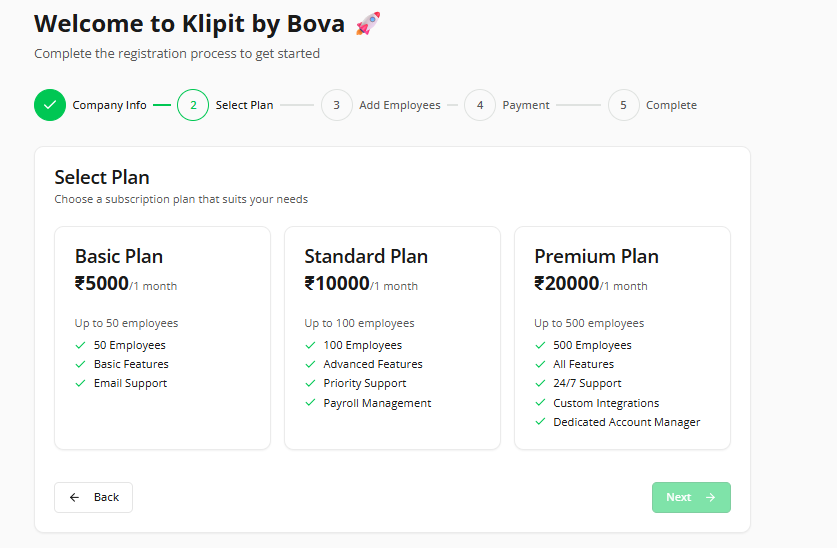 Welcome to Klipit by Bova 🚀
Complete the registration process to get started
Company Info 2 Select Plan 3 Add Employees 4 Payment 5 Complete
Select Plan
Choose a subscription plan that suits your needs
Basic Plan
₹5000/1 month
Up to 50 employees
50 Employees
Basic Features
Email Support
Standard Plan
₹10000/1 month
Up to 100 employees
100 Employees
Advanced Features
Priority Support
Payroll Management
Premium Plan
₹20000/1 month
Up to 500 employees
500 Employees
All Features
24/7 Support
Custom Integrations
Dedicated Account Manager
Back
Next